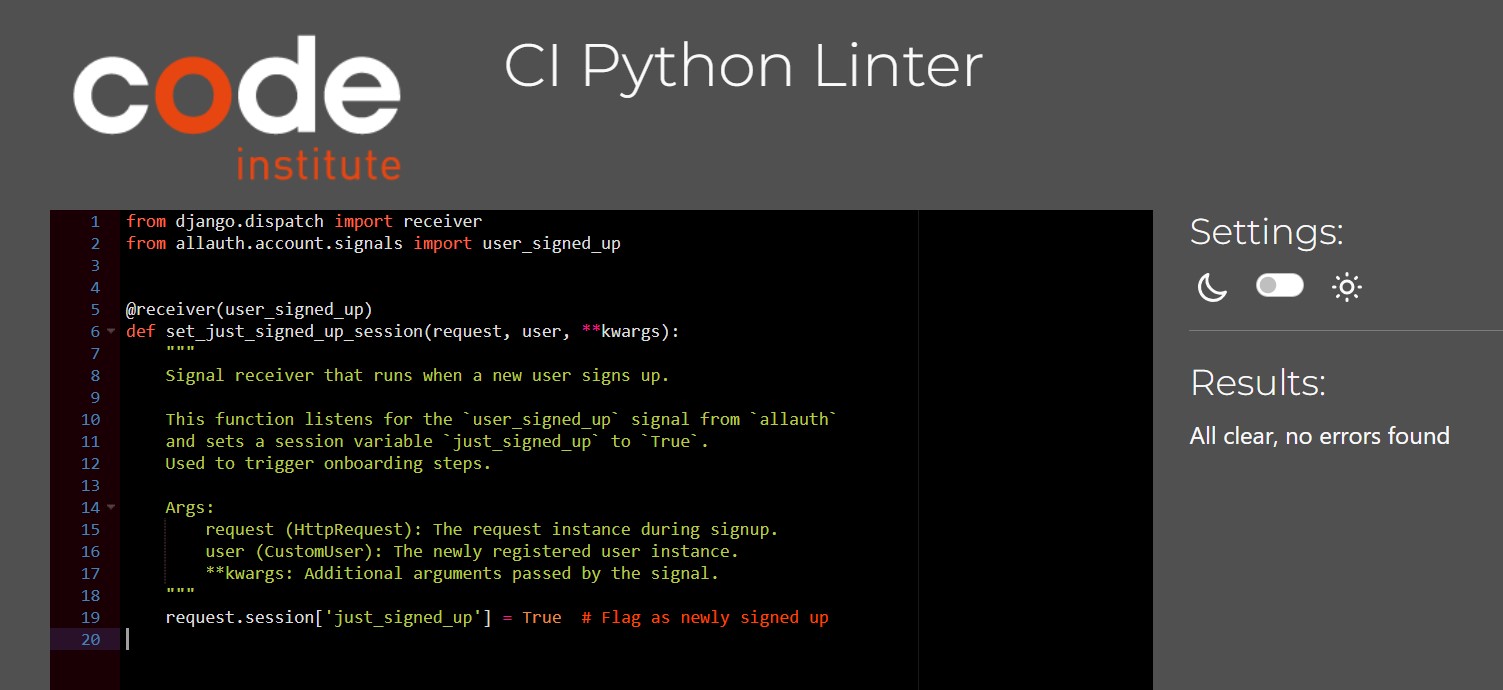 code
institute
CI Python Linter
1 from django.dispatch import receiver
2 from allauth.account.signals import user_signed_up
3
4
5 @receiver(user_signed_up)
6 def set_just_signed_up_session(request, user, **kwargs):
7     """
8     Signal receiver that runs when a new user signs up.
9
10     This function listens for the `user_signed_up` signal from `allauth`
11     and sets a session variable `just_signed_up` to `True`.
12     Used to trigger onboarding steps.
13
14     Args:
15         request (HttpRequest): The request instance during signup.
16         user (CustomUser): The newly registered user instance.
17         **kwargs: Additional arguments passed by the signal.
18     """
19     request.session['just_signed_up'] = True  # Flag as newly signed up
20
Settings:
Results:
All clear, no errors found